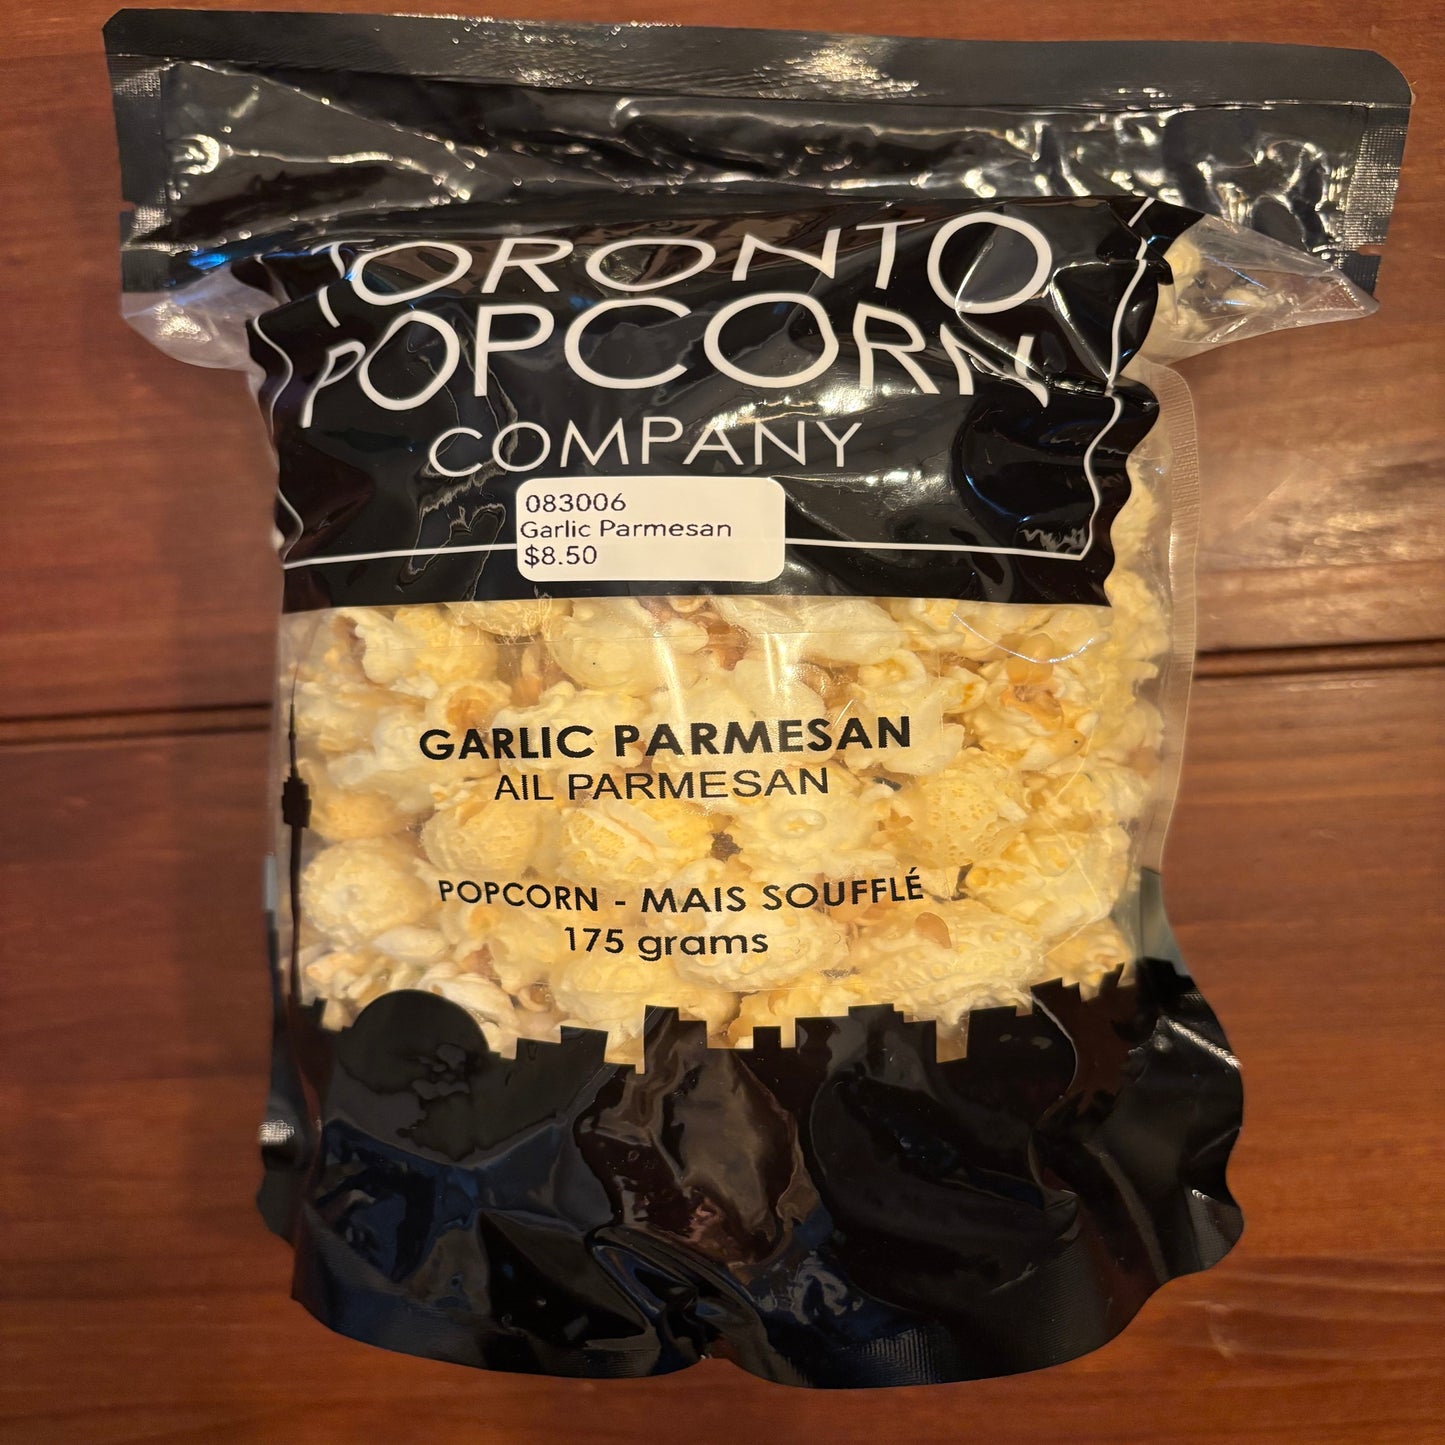 TORONTO
POPCORN
COMPANY
083006
Garlic Parmesan
$8.50
GARLIC PARMESAN
AIL PARMESAN
POPCORN - MAIS SOUFFLÉ
175 grams